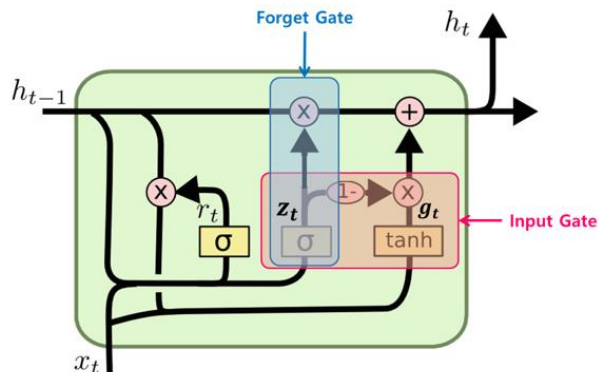 Forget Gate
h_t
h_{t-1}
x
+
x
r_t
z_t
1-
x
g_t
Input Gate
σ
σ
tanh
x_t